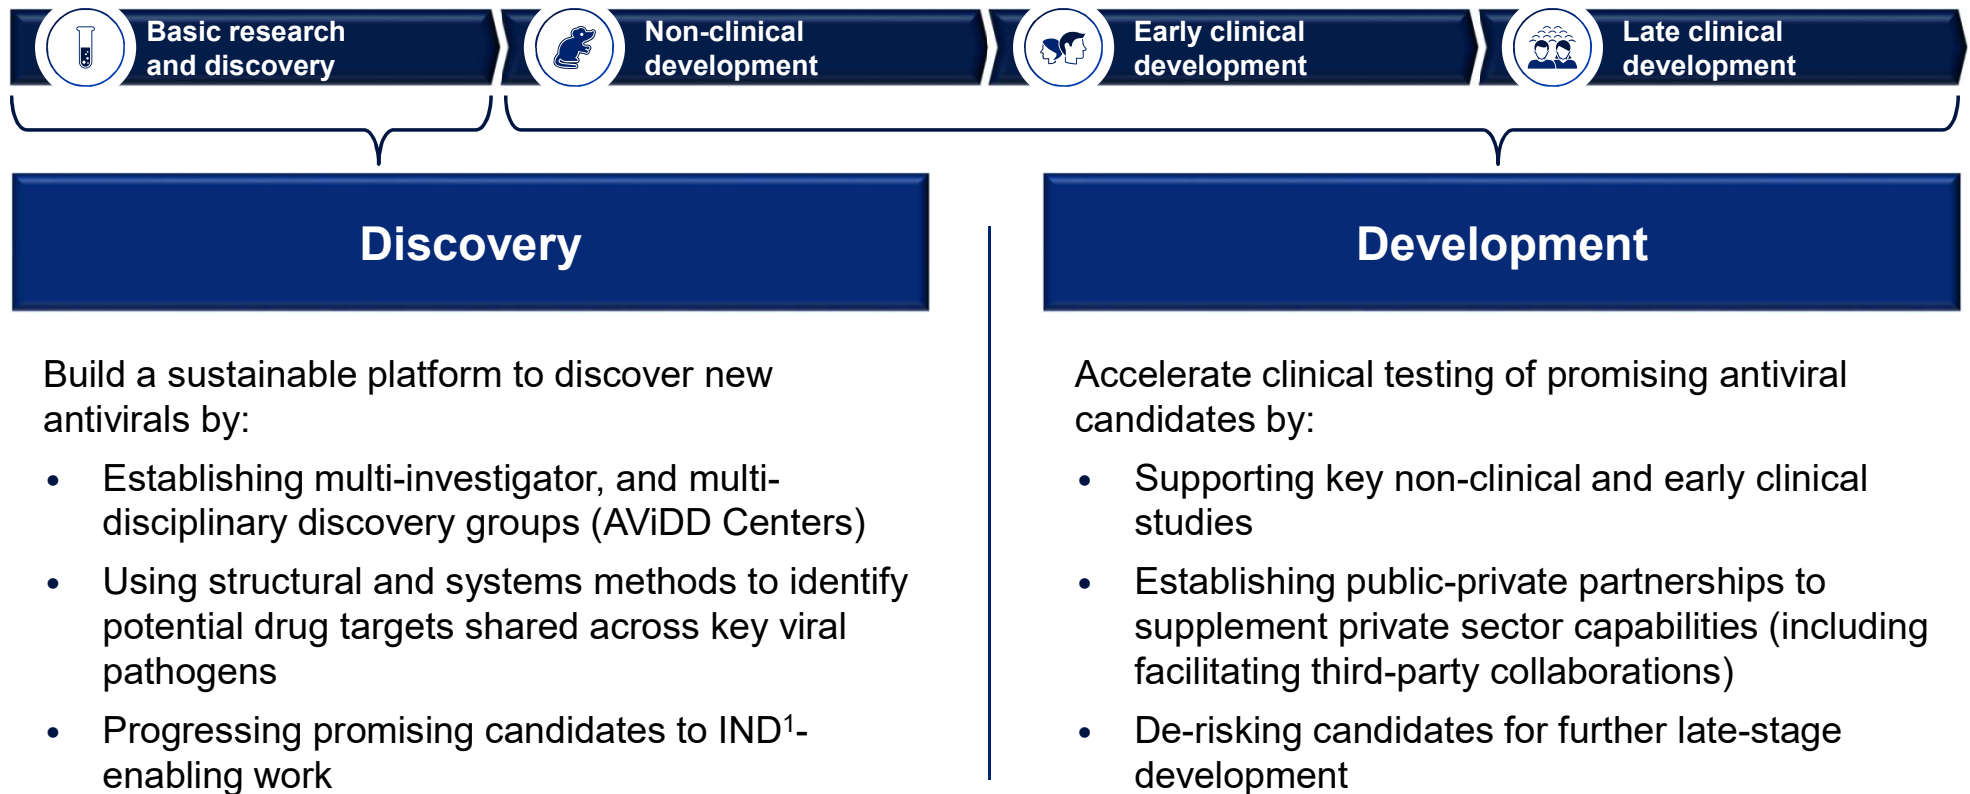 Basic research
and discovery
Non-clinical
development
Early clinical
development
Late clinical
development
Discovery
Build a sustainable platform to discover new
antivirals by:
• Establishing multi-investigator, and multi-
disciplinary discovery groups (AViDD Centers)
• Using structural and systems methods to identify
potential drug targets shared across key viral
pathogens
• Progressing promising candidates to IND¹-
enabling work
Development
Accelerate clinical testing of promising antiviral
candidates by:
• Supporting key non-clinical and early clinical
studies
• Establishing public-private partnerships to
supplement private sector capabilities (including
facilitating third-party collaborations)
• De-risking candidates for further late-stage
development